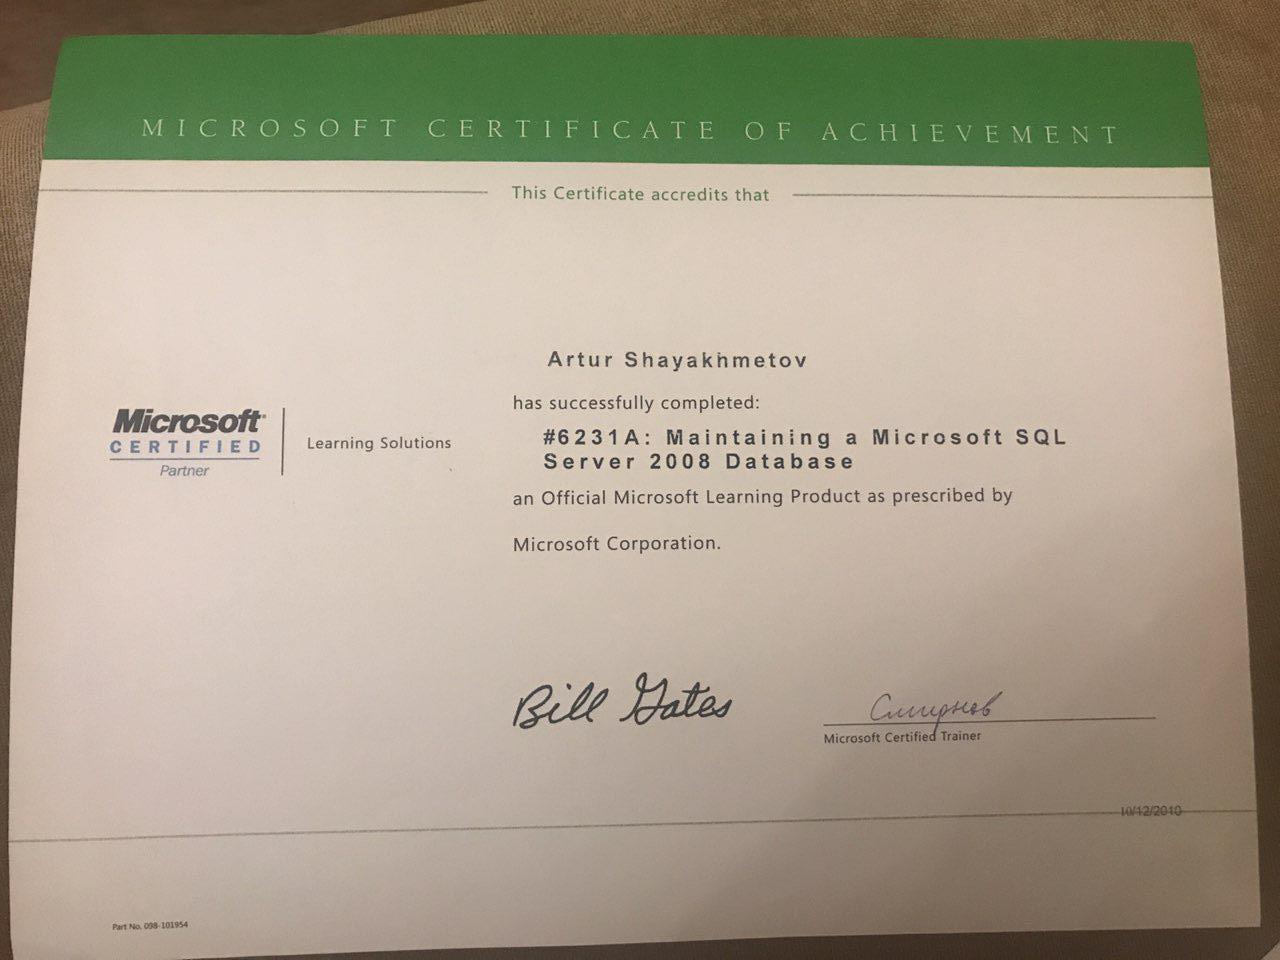 MICROSOFT CERTIFICATE OF ACHIEVEMENT
This Certificate accredits that
Artur Shayakhmetov
has successfully completed:
Microsoft
CERTIFIED
Partner
Learning Solutions
#6231A: Maintaining a Microsoft SQL
Server 2008 Database
an Official Microsoft Learning Product as prescribed by
Microsoft Corporation.
Bill Gates
Смирнов
Microsoft Certified Trainer
10/12/2010
Part No. 098-101954